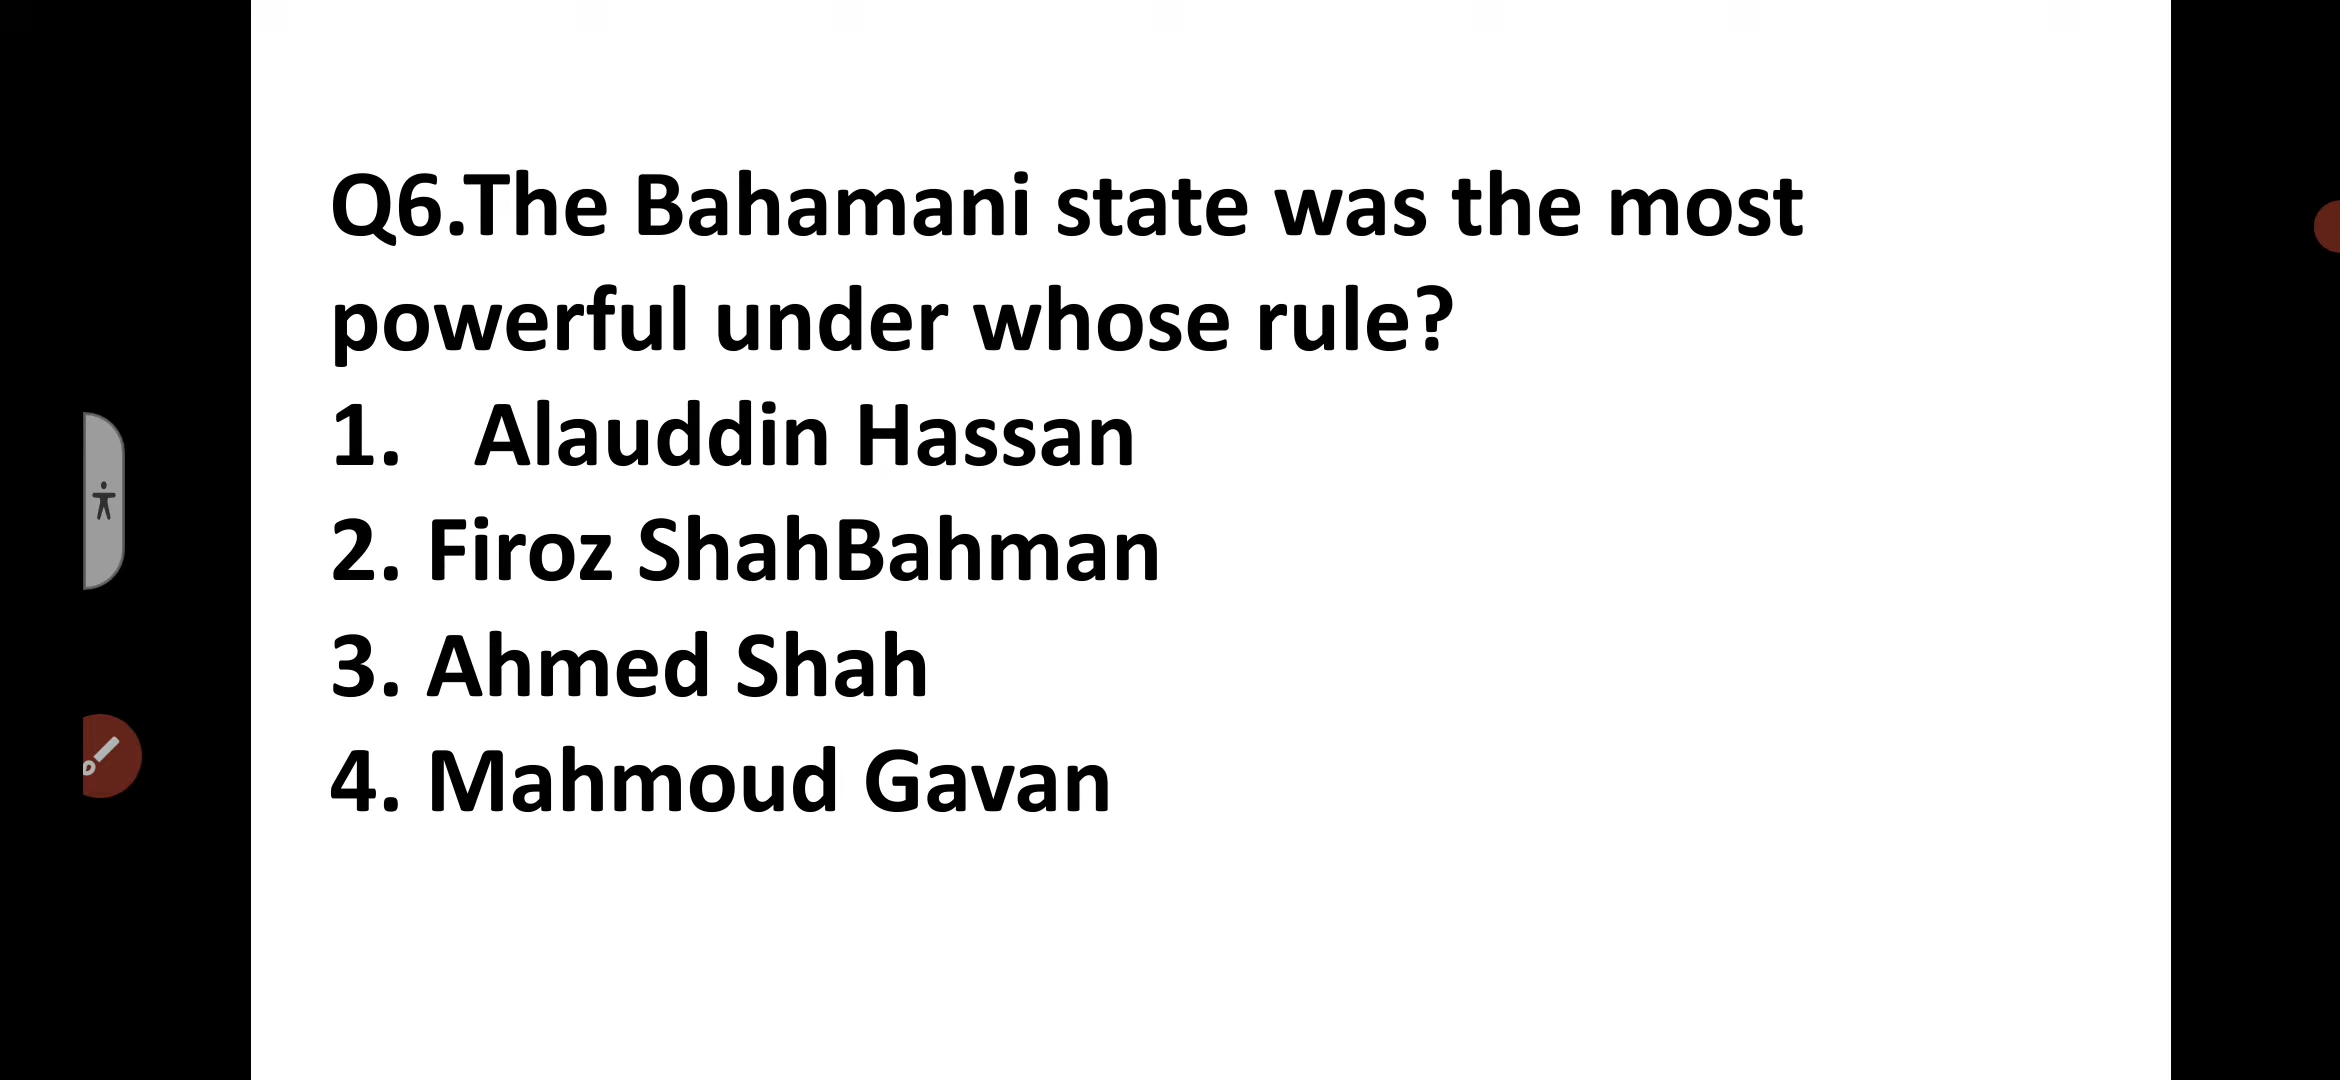 Q6.The Bahamani state was the most
powerful under whose rule?
1. Alauddin Hassan
2. Firoz ShahBahman
3. Ahmed Shah
4. Mahmoud Gavan